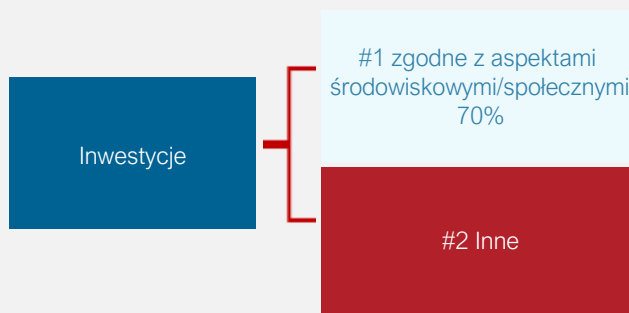 Inwestycje
#1 zgodne z aspektami
środowiskowymi/społecznymi
70%
#2 Inne